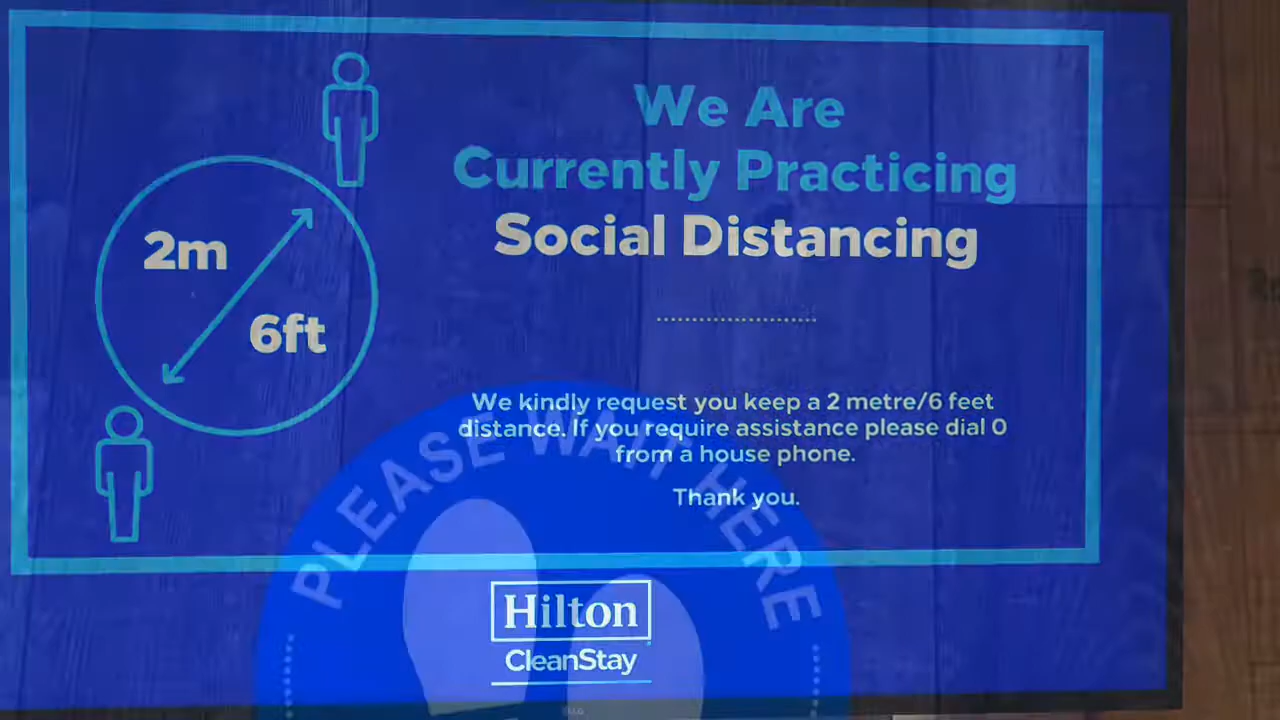 We Are
Currently Practicing
Social Distancing
2m
6ft
We kindly request you keep a 2 metre/6 feet
distance. If you require assistance please dial 0
from a house phone.
Thank you.
PLEASE WAIT HERE
Hilton
CleanStay